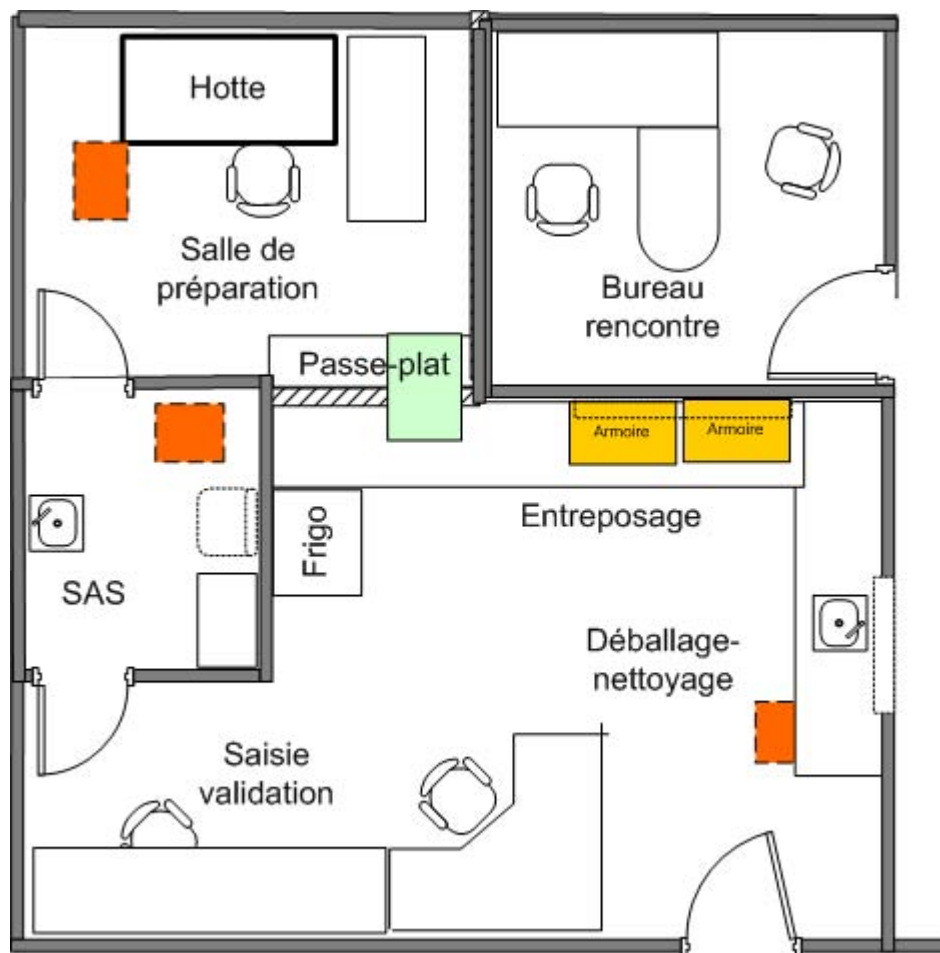 Hotte
Salle de
préparation
Bureau
rencontre
Passe-plat
Armoire
Armoire
Entreposage
Frigo
SAS
Déballage-
nettoyage
Saisie
validation